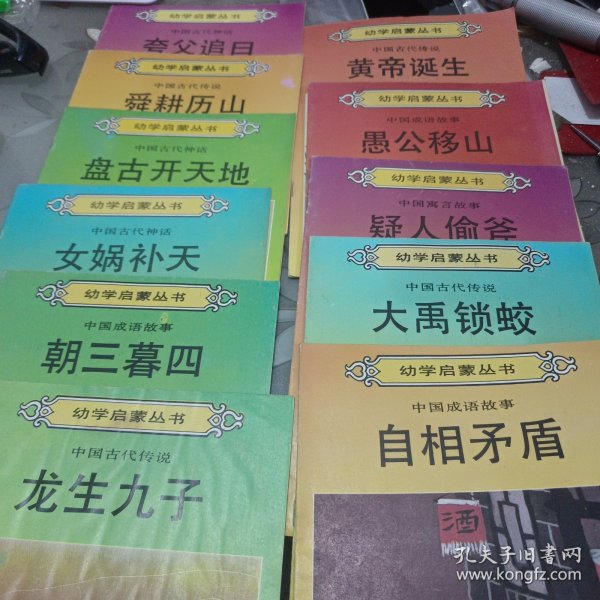 幼学启蒙丛书
中国古代神话
夸父追日
幼学启蒙丛书
中国古代传说
舜耕历山
幼学启蒙丛书
中国古代神话
盘古开天地
幼学启蒙丛书
中国古代神话
女娲补天
幼学启蒙丛书
中国成语故事
朝三暮四
幼学启蒙丛书
中国古代传说
龙生九子
幼学启蒙丛书
中国古代传说
黄帝诞生
幼学启蒙丛书
中国成语故事
愚公移山
幼学启蒙丛书
中国寓言故事
疑人偷斧
幼学启蒙丛书
中国古代传说
大禹锁蛟
幼学启蒙丛书
中国成语故事
自相矛盾
酒
孔夫子旧书网
www.kongfz.com